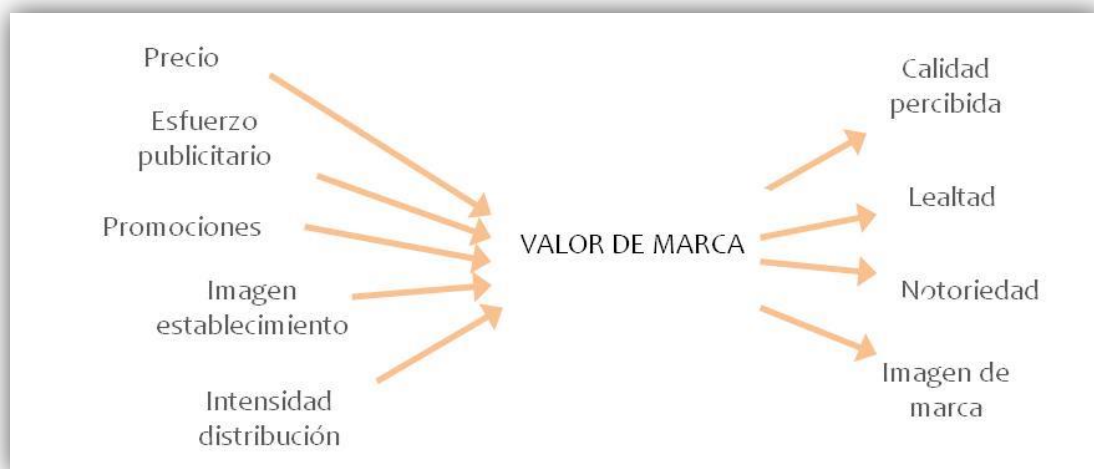 Precio
Esfuerzo
publicitario
Promociones
Imagen
establecimiento
Intensidad
distribución
VALOR DE MARCA
Calidad
percibida
Lealtad
Notoriedad
Imagen de
marca